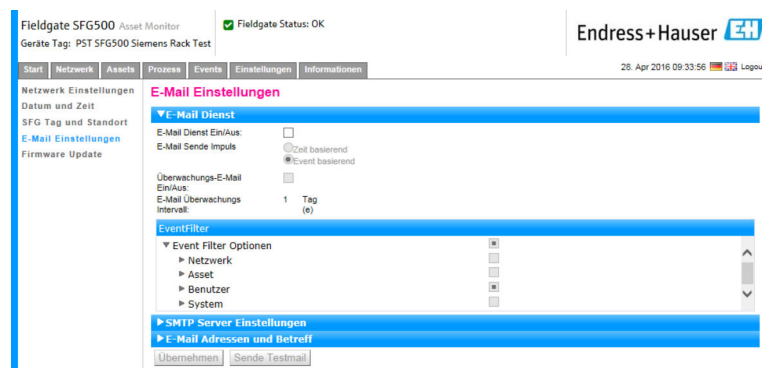 Fieldgate SFG500 Asset Monitor
Geräte Tag: PST SFG500 Siemens Rack Test
Fieldgate Status: OK
Endress+Hauser EH
Start Netzwerk Assets Prozess Events Einstellungen Informationen
28. Apr 2016 09:33:56 Logou
Netzwerk Einstellungen
Datum und Zeit
SFG Tag und Standort
E-Mail Einstellungen
Firmware Update
E-Mail Einstellungen
E-Mail Dienst
E-Mail Dienst Ein/Aus:
E-Mail Sende Impuls
Zeit basierend
Event basierend
Überwachungs-E-Mail
Ein/Aus:
E-Mail Überwachungs
Intervall:
1 Tag
(e)
EventFilter
Event Filter Optionen
Netzwerk
Asset
Benutzer
System
SMTP Server Einstellungen
E-Mail Adressen und Betreff
Übernehmen Sende Testmail